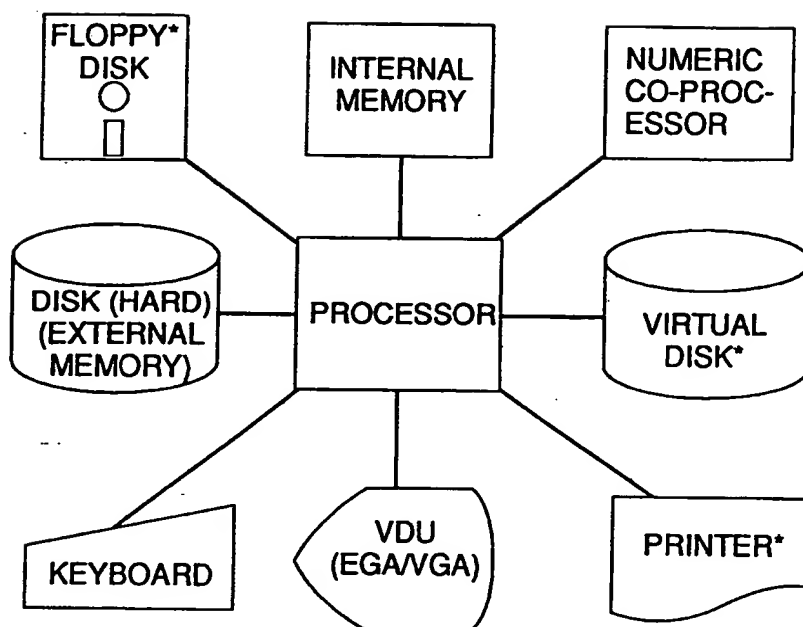 FLOPPY*
DISK
INTERNAL
MEMORY
NUMERIC
CO-PROC-
ESSOR
DISK (HARD)
(EXTERNAL
MEMORY)
PROCESSOR
VIRTUAL
DISK*
KEYBOARD
VDU
(EGA/VGA)
PRINTER*